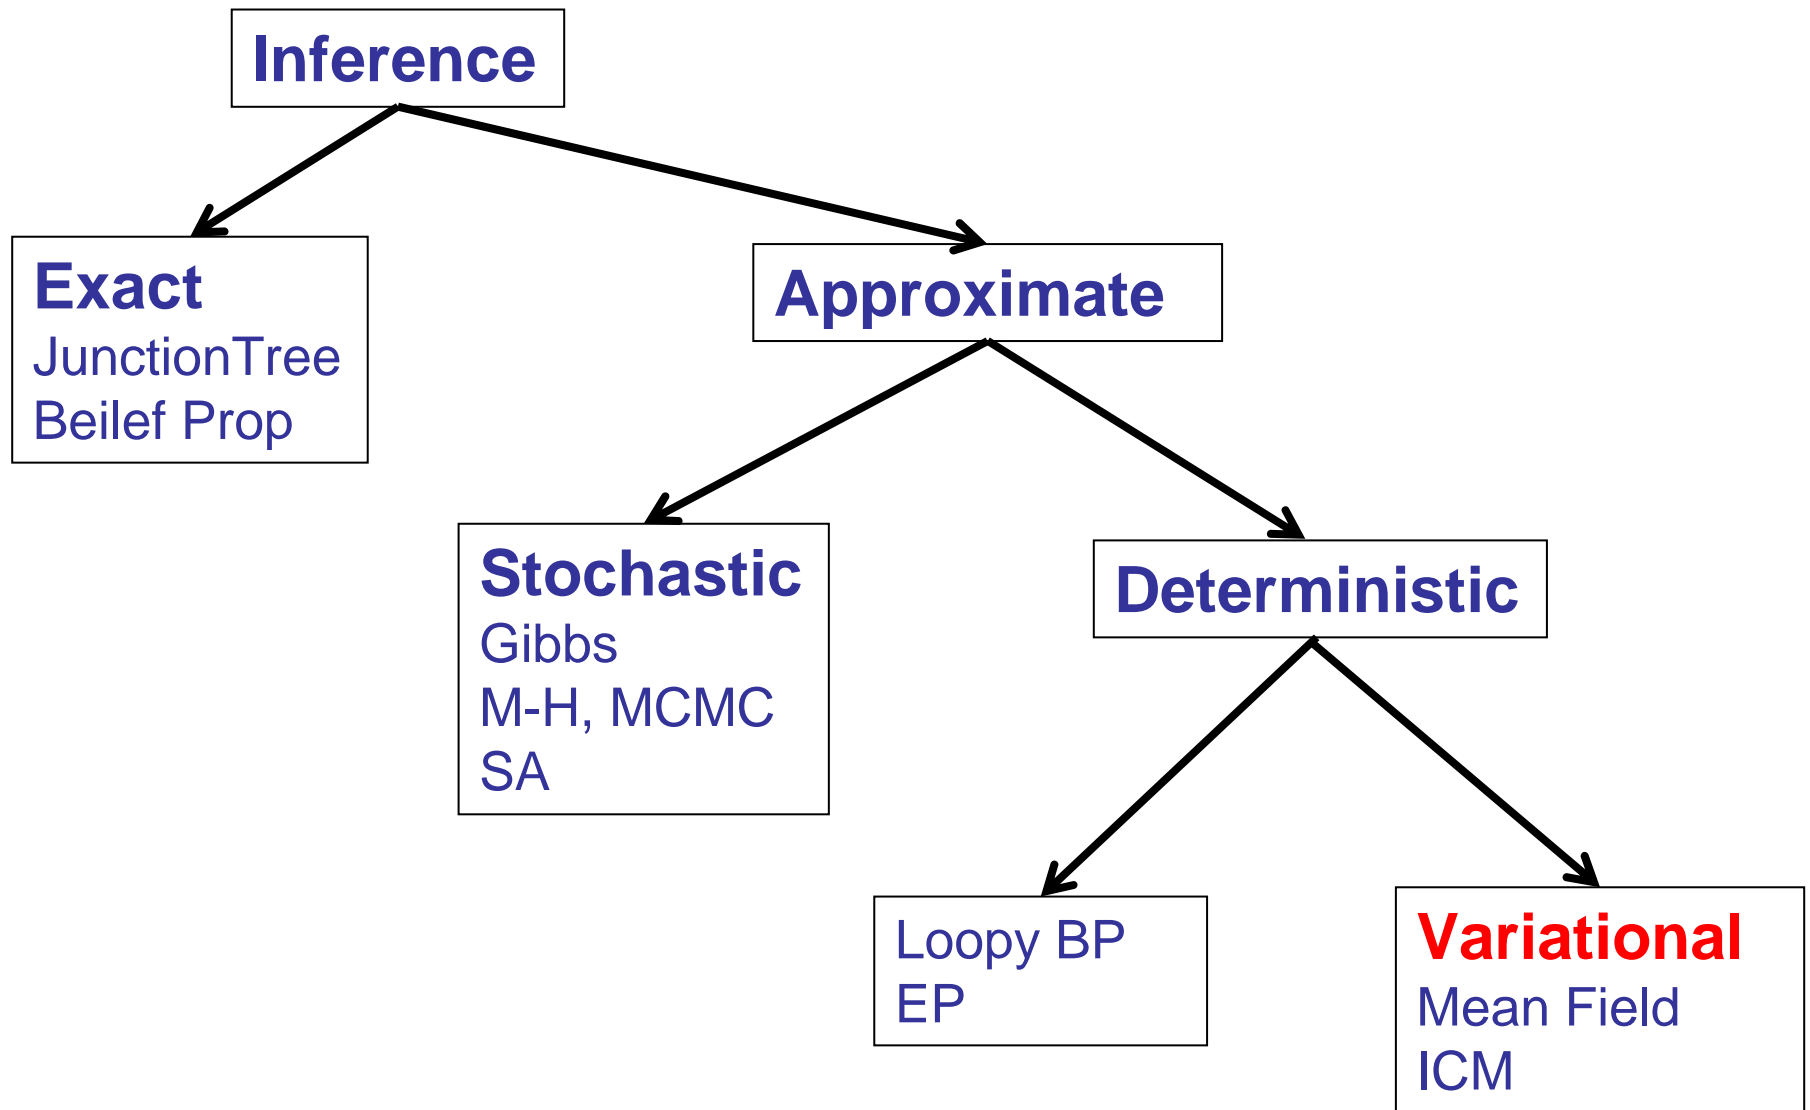 Inference
Exact
JunctionTree
Beilef Prop
Approximate
Stochastic
Gibbs
M-H, MCMC
SA
Deterministic
Loopy BP
EP
Variational
Mean Field
ICM